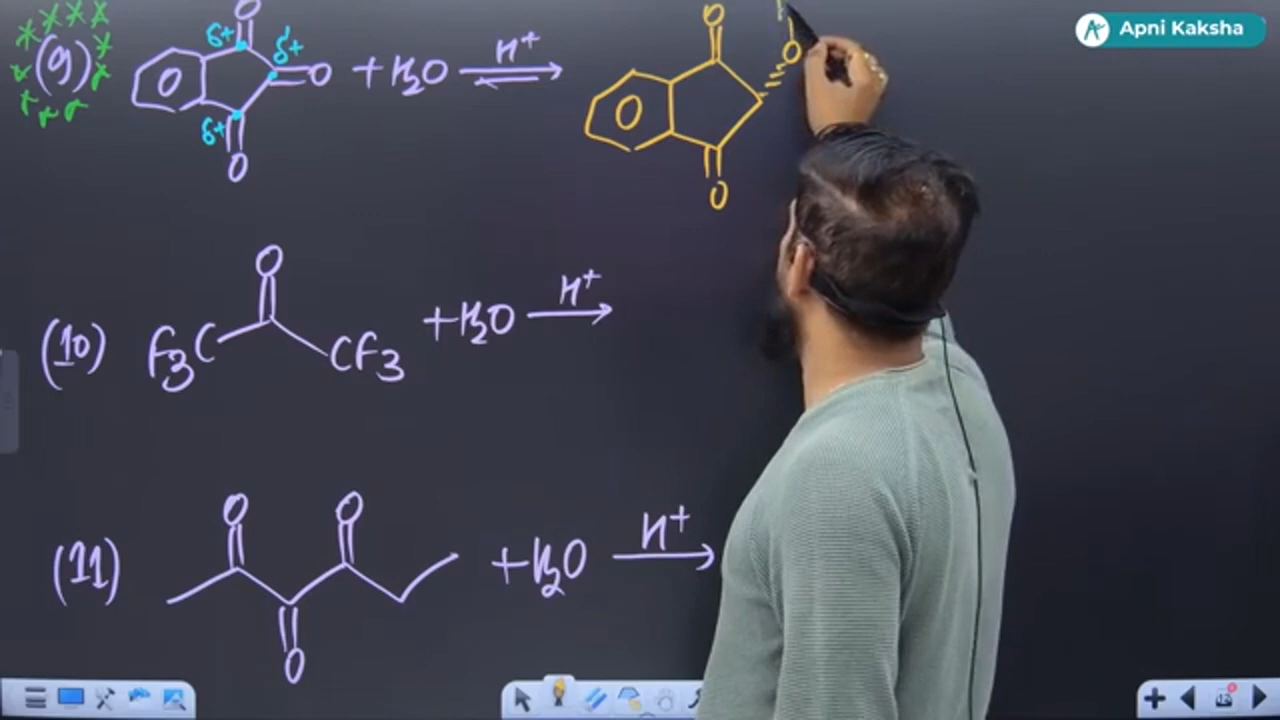 Apni Kaksha
(9) O δ+ δ+ O δ+ O + H₂O ⇌ H⁺ O O O
(10) F₃C O CF₃ + H₂O → H⁺
(11) O O O + H₂O → H⁺